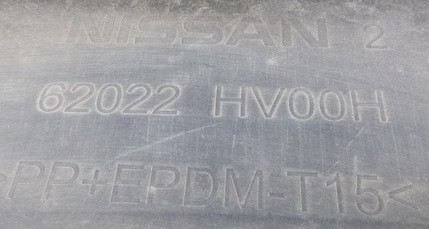 NISSAN 2
62022 HV00H
>PP+EPDM-T15<